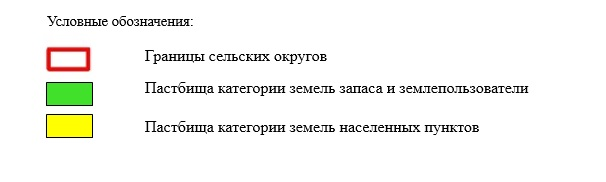 Условные обозначения:
Границы сельских округов
Пастбища категории земель запаса и землепользователи
Пастбища категории земель населенных пунктов